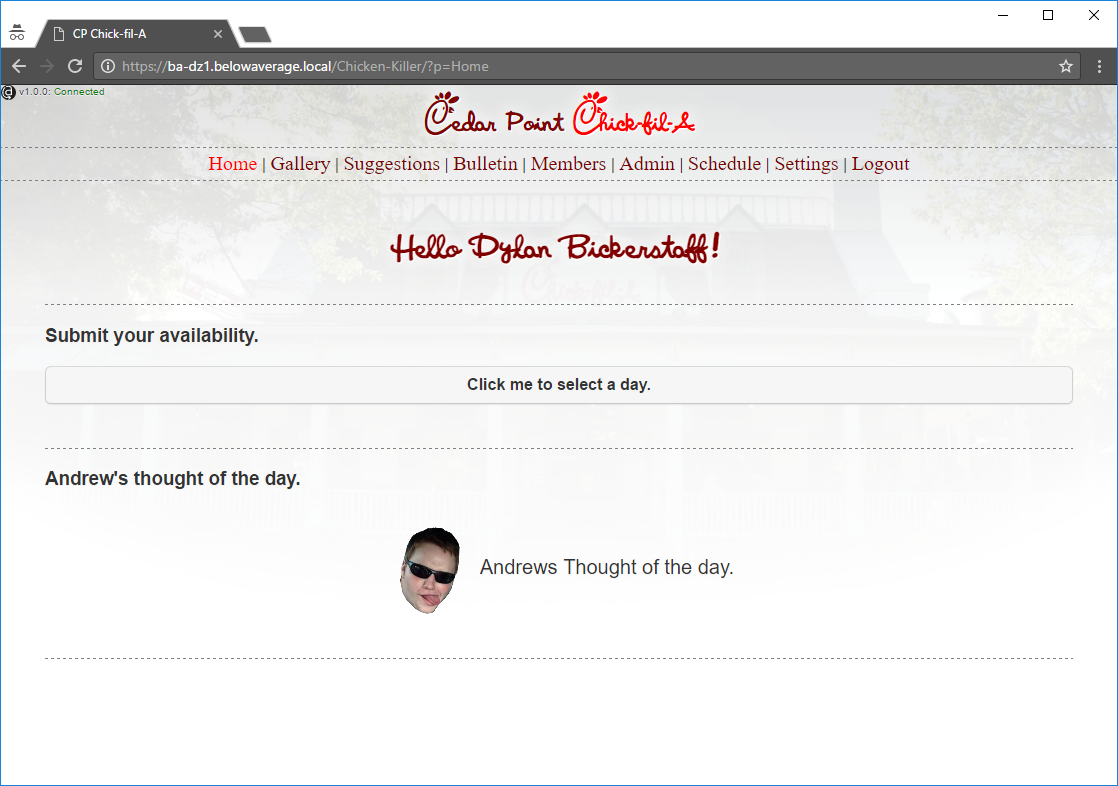 CP Chick-fil-A
https://ba-dz1.belowaverage.local/Chicken-Killer/?p=Home
v1.0.0: Connected
Cedar Point Chick-fil-A
Home | Gallery | Suggestions | Bulletin | Members | Admin | Schedule | Settings | Logout
Hello Dylan Bickerstaff!
Submit your availability.
Click me to select a day.
Andrew's thought of the day.
Andrews Thought of the day.